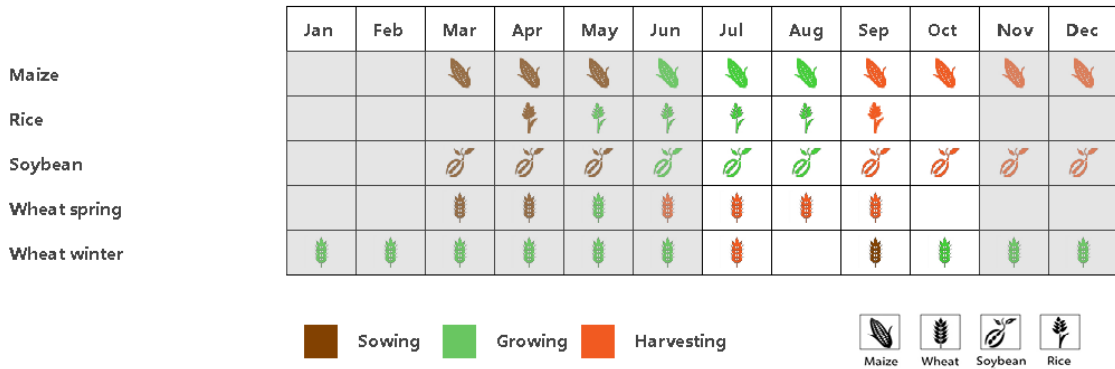 Jan Feb Mar Apr May Jun Jul Aug Sep Oct Nov Dec
Maize
Rice
Soybean
Wheat spring
Wheat winter
Sowing Growing Harvesting
Maize Wheat Soybean Rice